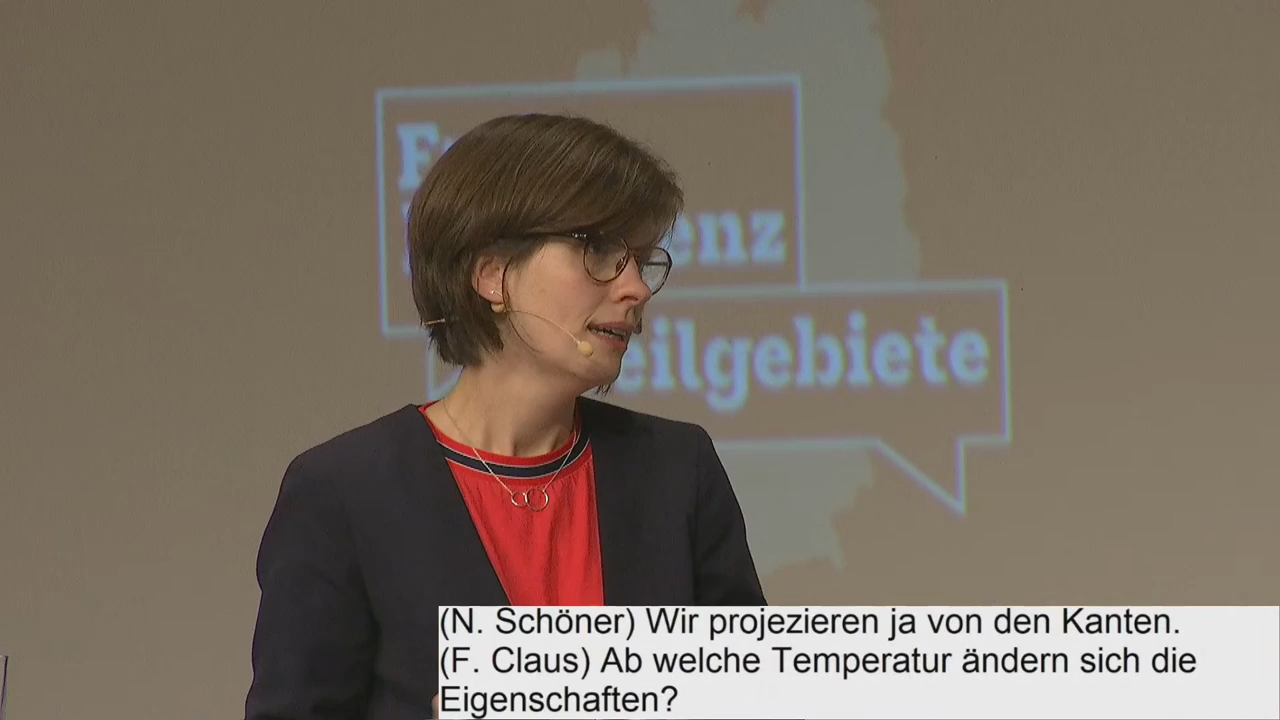 enz
eilgebiete
(N. Schöner) Wir projezieren ja von den Kanten.
(F. Claus) Ab welche Temperatur ändern sich die
Eigenschaften?